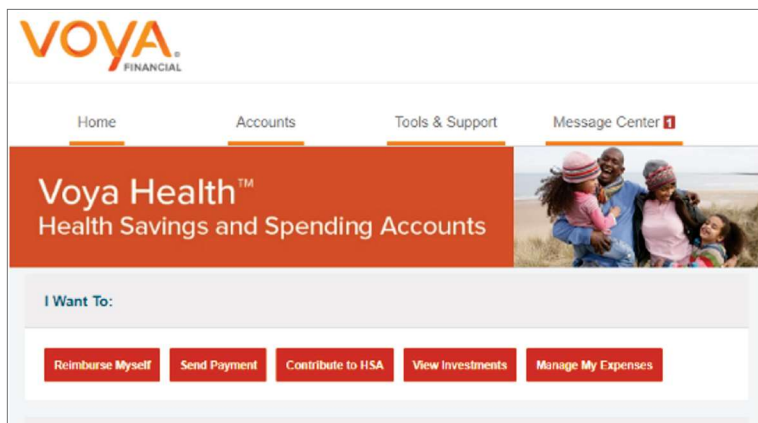 VOYA®
FINANCIAL
Home Accounts Tools & Support Message Center 1
Voya Health™
Health Savings and Spending Accounts
I Want To:
Reimburse Myself Send Payment Contribute to HSA View Investments Manage My Expenses